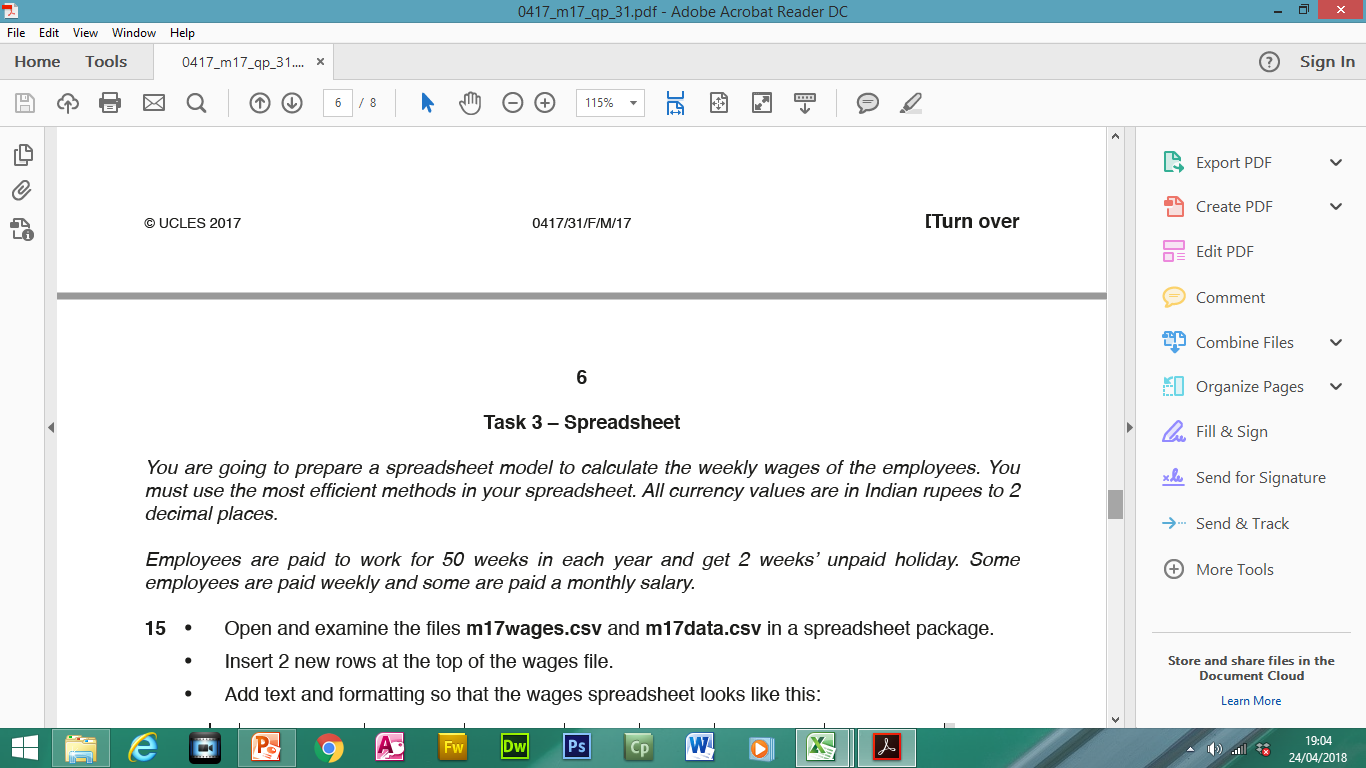 0417_m17_qp_31.pdf - Adobe Acrobat Reader DC
File Edit View Window Help
Home Tools 0417_m17_qp_31.... × ? Sign In
6 / 8 115%
© UCLES 2017 0417/31/F/M/17 [Turn over
6
Task 3 – Spreadsheet
You are going to prepare a spreadsheet model to calculate the weekly wages of the employees. You
must use the most efficient methods in your spreadsheet. All currency values are in Indian rupees to 2
decimal places.
Employees are paid to work for 50 weeks in each year and get 2 weeks’ unpaid holiday. Some
employees are paid weekly and some are paid a monthly salary.
15 • Open and examine the files m17wages.csv and m17data.csv in a spreadsheet package.
• Insert 2 new rows at the top of the wages file.
• Add text and formatting so that the wages spreadsheet looks like this:
Export PDF
Create PDF
Edit PDF
Comment
Combine Files
Organize Pages
Fill & Sign
Send for Signature
Send & Track
More Tools
Store and share files in the
Document Cloud
Learn More
Fw Dw Ps Cp
19:04
24/04/2018